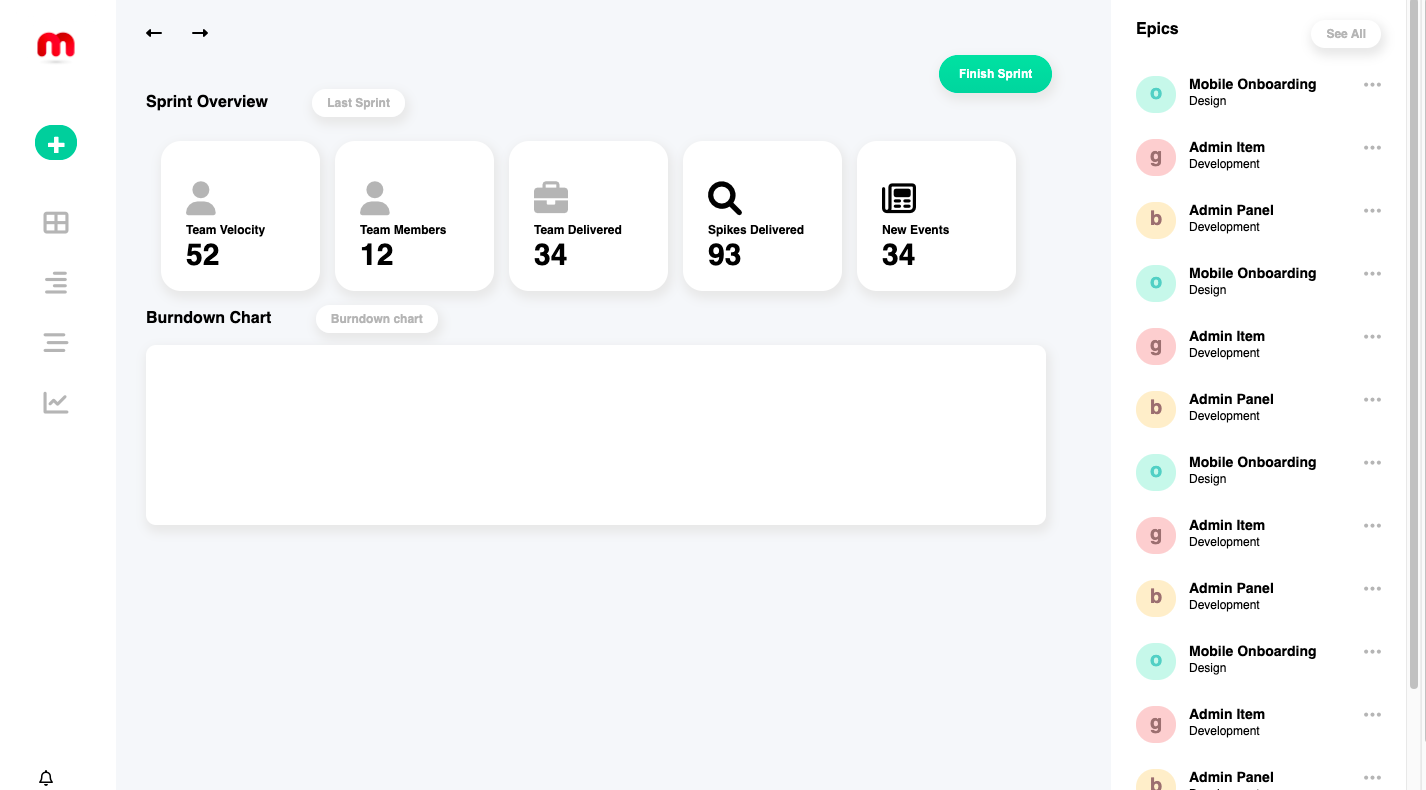 m
Finish Sprint
Sprint Overview
Last Sprint
Team Velocity
52
Team Members
12
Team Delivered
34
Spikes Delivered
93
New Events
34
Burndown Chart
Burndown chart
Epics
See All
o
Mobile Onboarding
Design
g
Admin Item
Development
b
Admin Panel
Development
o
Mobile Onboarding
Design
g
Admin Item
Development
b
Admin Panel
Development
o
Mobile Onboarding
Design
g
Admin Item
Development
b
Admin Panel
Development
o
Mobile Onboarding
Design
g
Admin Item
Development
b
Admin Panel